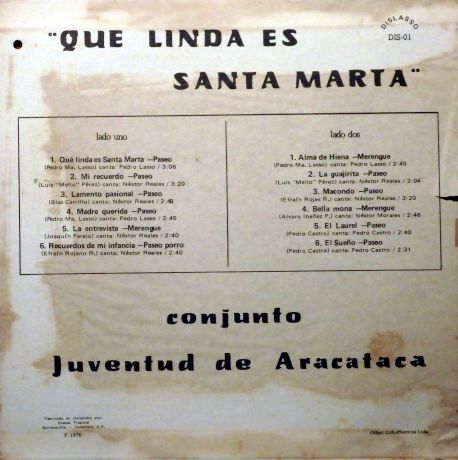 "QUE LINDA ES
SANTA MARTA"
DISLASSO
DIS-01
lado uno
1. Qué linda es Santa Marta —Paseo
(Pedro Ma. Lasso) canta: Pedro Lasso / 3:06
2. Mi recuerdo —Paseo
(Luis "Mello" Pérez) canta: Néstor Reales / 3:20
3. Lamento pasional —Paseo
(Blas Carrillo) canta: Néstor Reales / 2:48
4. Madre querida —Paseo
(Pedro Ma. Lasso) canta: Pedro Lasso / 2:45
5. La entrevista —Merengue
(Joaquín Parejo) canta: Néstor Reales / 2:40
6. Recuerdos de mi infancia —Paseo porro
(Efraín Rojano R.) canta: Néstor Reales / 2:40
lado dos
1. Alma de Hiena —Merengue
(Pedro Ma. Lasso) canta: Pedro Lasso / 2:45
2. La guajirita —Paseo
(Luis "Mello" Pérez) canta: Néstor Reales / 3:04
3. Macondo —Paseo
(Efraín Rojas R.) canta: Néstor Reales / 3:20
4. Bella mona —Merengue
(Alvaro Ibáñez P.) canta: Néstor Morales / 2:46
5. El Laurel —Paseo
(Pedro Castro) canta: Pedro Castro / 2:40
6. El Sueño —Paseo
(Pedro Castro) canta: Pedro Castro / 2:31
conjunto
Juventud de Aracataca
Fabricado en Colombia por:
Discos Tropical
Barranquilla - Colombia, S.A.
P 1976
Offset
Ltda.